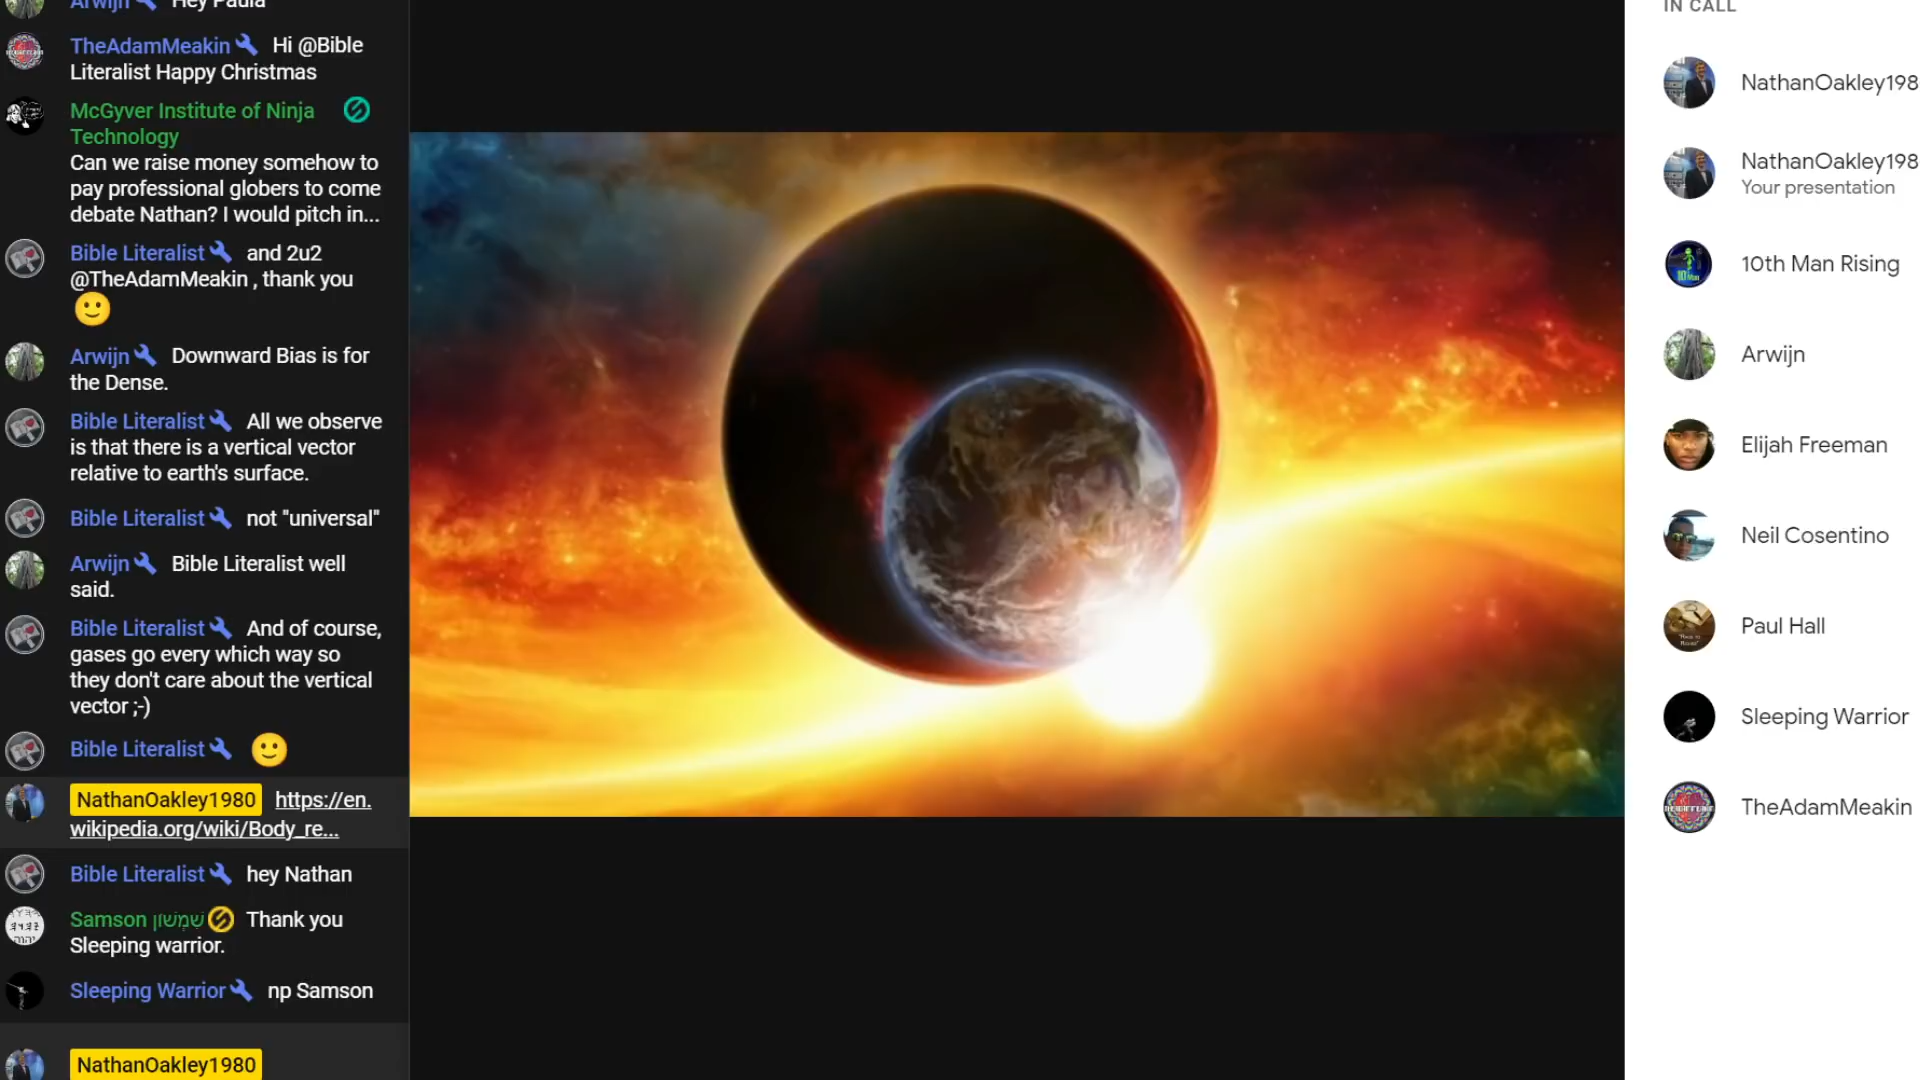 Arwijn Hey Paula
TheAdamMeakin Hi @Bible
Literalist Happy Christmas
McGyver Institute of Ninja
Technology
Can we raise money somehow to
pay professional globers to come
debate Nathan? I would pitch in...
Bible Literalist and 2u2
@TheAdamMeakin , thank you
Arwijn Downward Bias is for
the Dense.
Bible Literalist All we observe
is that there is a vertical vector
relative to earth's surface.
Bible Literalist not "universal"
Arwijn Bible Literalist well
said.
Bible Literalist And of course,
gases go every which way so
they don't care about the vertical
vector ;-)
Bible Literalist
NathanOakley1980 https://en.
wikipedia.org/wiki/Body_re...
Bible Literalist hey Nathan
Samson שִׁמְשׁוֹן Thank you
Sleeping warrior.
Sleeping Warrior np Samson
NathanOakley1980
IN CALL
NathanOakley198
NathanOakley198
Your presentation
10th Man Rising
Arwijn
Elijah Freeman
Neil Cosentino
Paul Hall
Sleeping Warrior
TheAdamMeakin